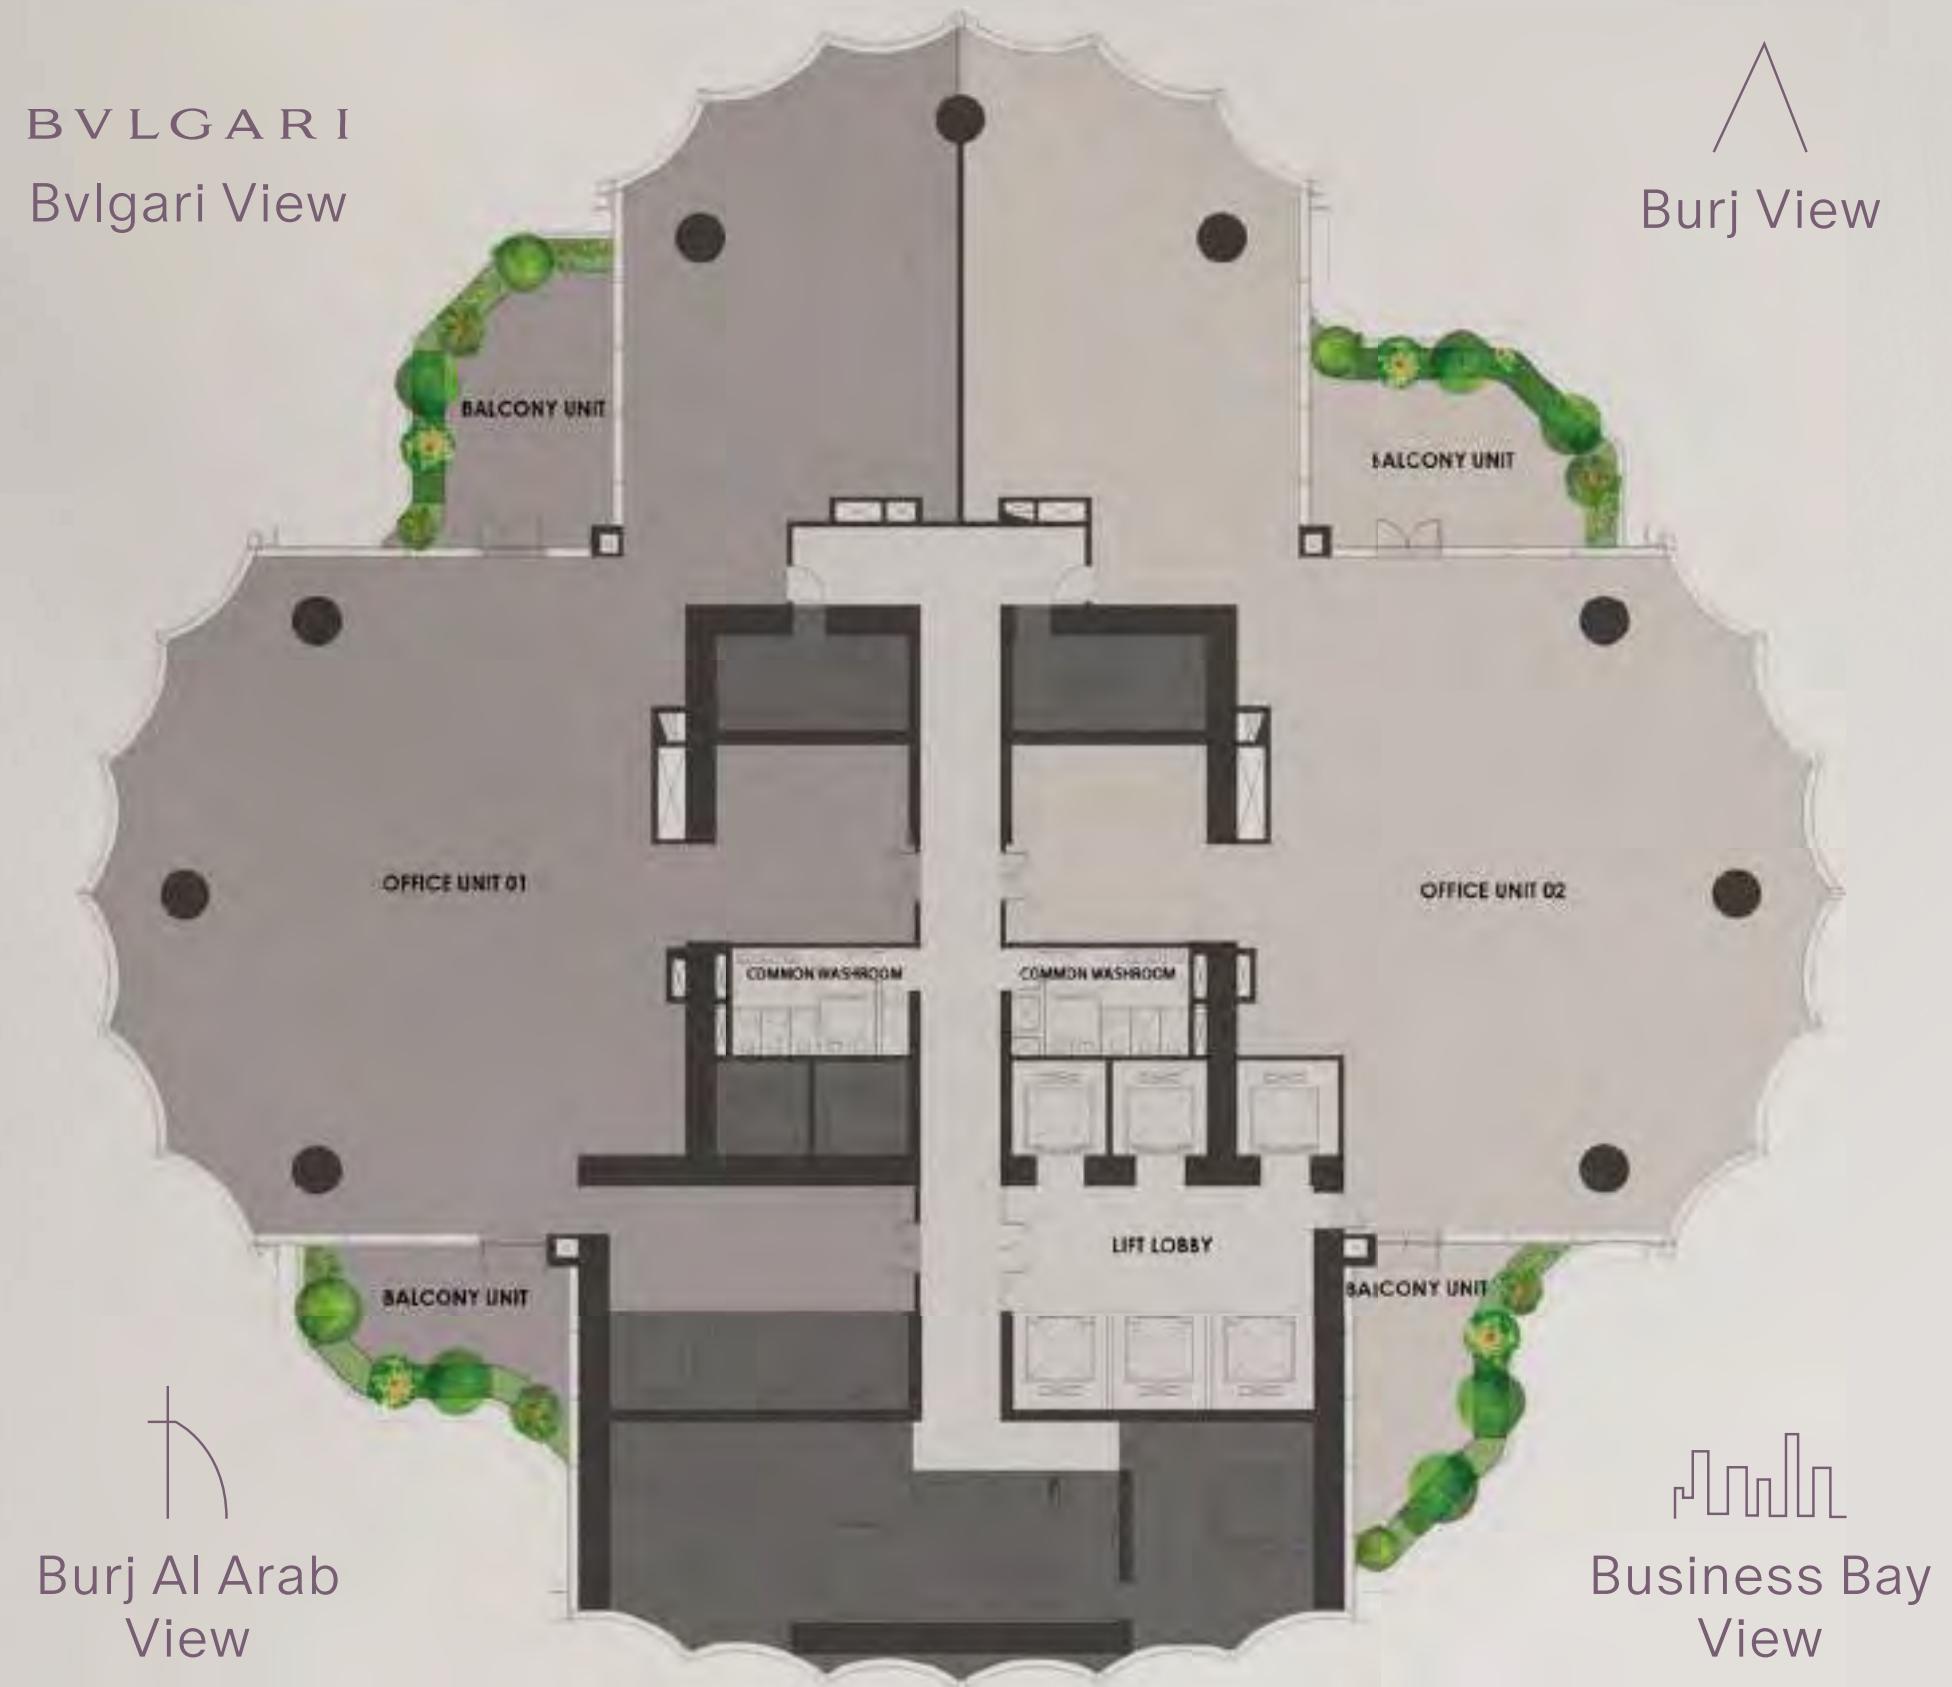 BVLGARI
Bvlgari View
Burj View
BALCONY UNIT
BALCONY UNIT
OFFICE UNIT 01
OFFICE UNIT 02
COMMON WASHROOM
COMMON WASHROOM
LIFT LOBBY
BALCONY UNIT
BALCONY UNIT
Burj Al Arab
View
Business Bay
View